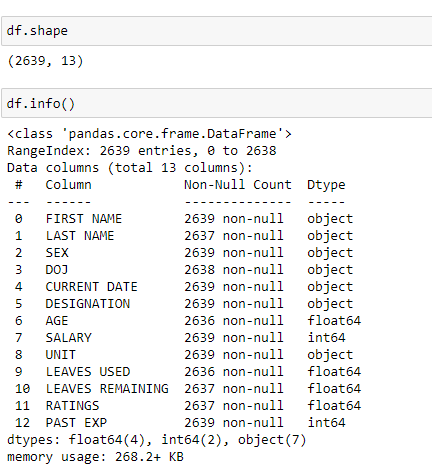 df.shape
(2639, 13)
df.info()
<class 'pandas.core.frame.DataFrame'>
RangeIndex: 2639 entries, 0 to 2638
Data columns (total 13 columns):
 #   Column            Non-Null Count  Dtype
---  ------            --------------  -----
 0   FIRST NAME        2639 non-null   object
 1   LAST NAME         2637 non-null   object
 2   SEX               2639 non-null   object
 3   DOJ               2638 non-null   object
 4   CURRENT DATE      2639 non-null   object
 5   DESIGNATION       2639 non-null   object
 6   AGE               2636 non-null   float64
 7   SALARY            2639 non-null   int64
 8   UNIT              2639 non-null   object
 9   LEAVES USED       2636 non-null   float64
 10  LEAVES REMAINING  2637 non-null   float64
 11  RATINGS           2637 non-null   float64
 12  PAST EXP          2639 non-null   int64
dtypes: float64(4), int64(2), object(7)
memory usage: 268.2+ KB